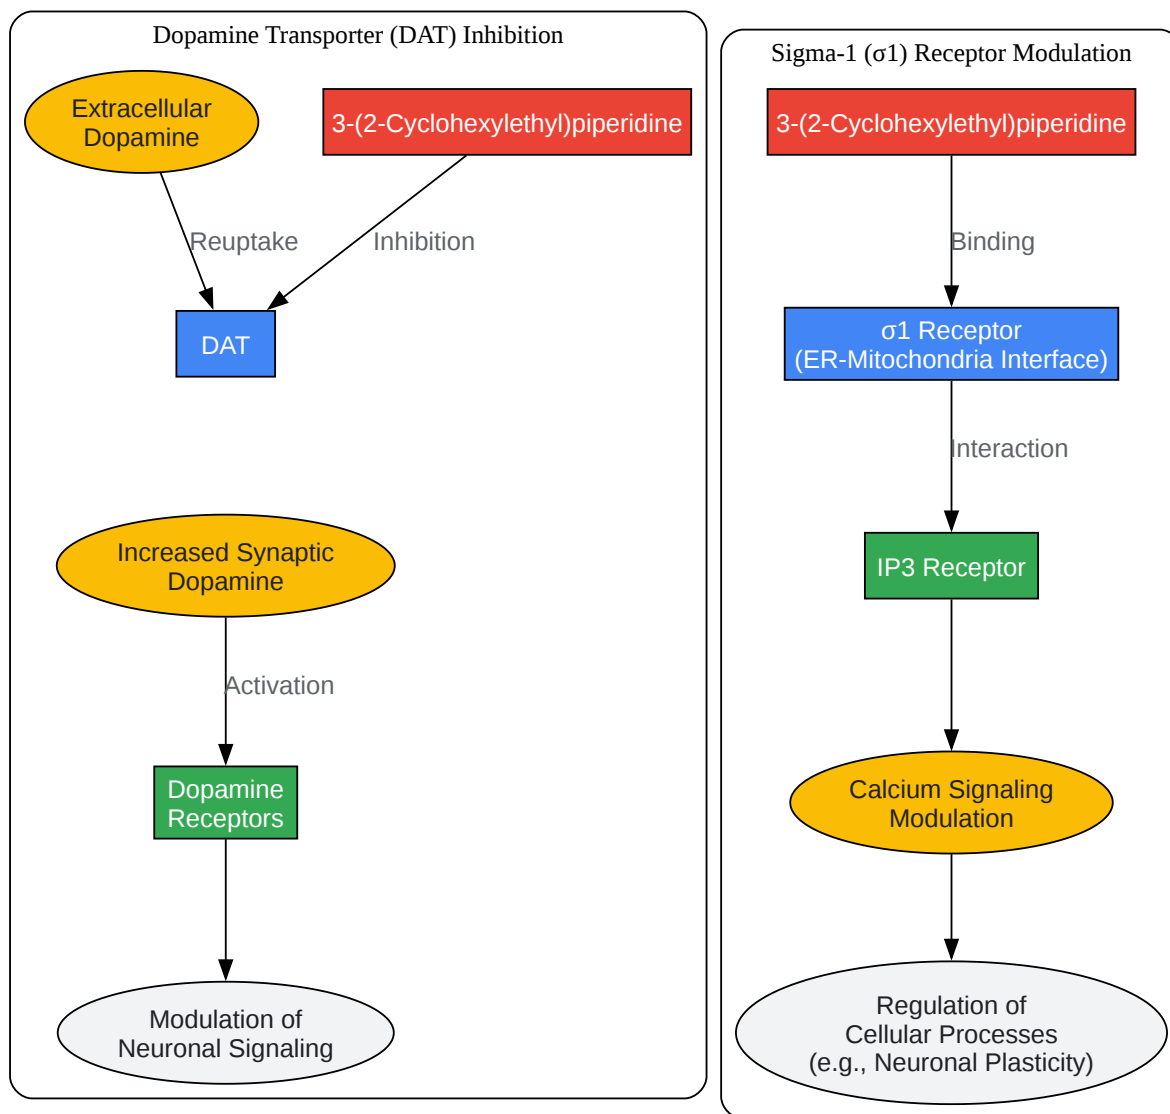 Dopamine Transporter (DAT) Inhibition
Extracellular
Dopamine
3-(2-Cyclohexylethyl)piperidine
Reuptake
Inhibition
DAT
Increased Synaptic
Dopamine
Activation
Dopamine
Receptors
Modulation of
Neuronal Signaling
Sigma-1 (σ1) Receptor Modulation
3-(2-Cyclohexylethyl)piperidine
Binding
σ1 Receptor
(ER-Mitochondria Interface)
Interaction
IP3 Receptor
Calcium Signaling
Modulation
Regulation of
Cellular Processes
(e.g., Neuronal Plasticity)